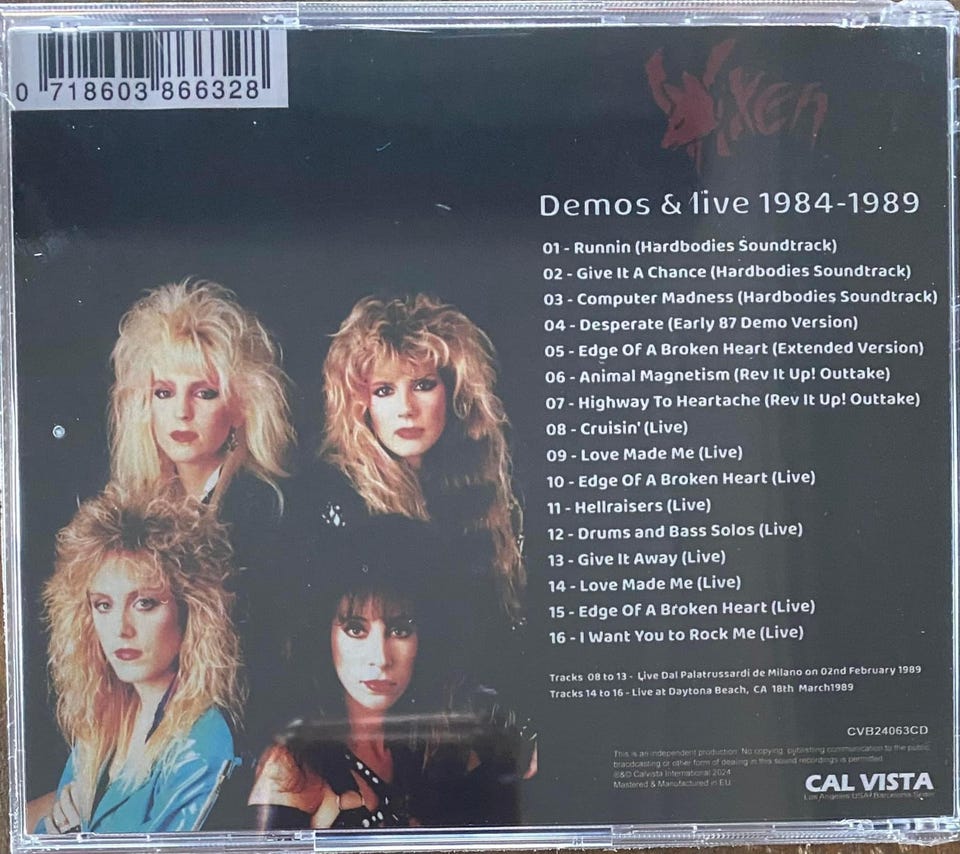 0 718603 866328
Vixen
Demos & live 1984-1989
01 - Runnin (Hardbodies Soundtrack)
02 - Give It A Chance (Hardbodies Soundtrack)
03 - Computer Madness (Hardbodies Soundtrack)
04 - Desperate (Early 87 Demo Version)
05 - Edge Of A Broken Heart (Extended Version)
06 - Animal Magnetism (Rev It Up! Outtake)
07 - Highway To Heartache (Rev It Up! Outtake)
08 - Cruisin' (Live)
09 - Love Made Me (Live)
10 - Edge Of A Broken Heart (Live)
11 - Hellraisers (Live)
12 - Drums and Bass Solos (Live)
13 - Give It Away (Live)
14 - Love Made Me (Live)
15 - Edge Of A Broken Heart (Live)
16 - I Want You to Rock Me (Live)
Tracks 08 to 13 - Live Dal Palatrussardi de Milano on 02nd February 1989
Tracks 14 to 16 - Live at Daytona Beach, CA 18th March1989
CVB24063CD
This is an independent production. No copying, publishing communication to the public
braodcasting or other form of dealing in this sound recordings is permitted
Calvista International 2024
Mastered & Manufactured in EU
CAL VISTA
Los Angeles USA/ Barcelona Spain